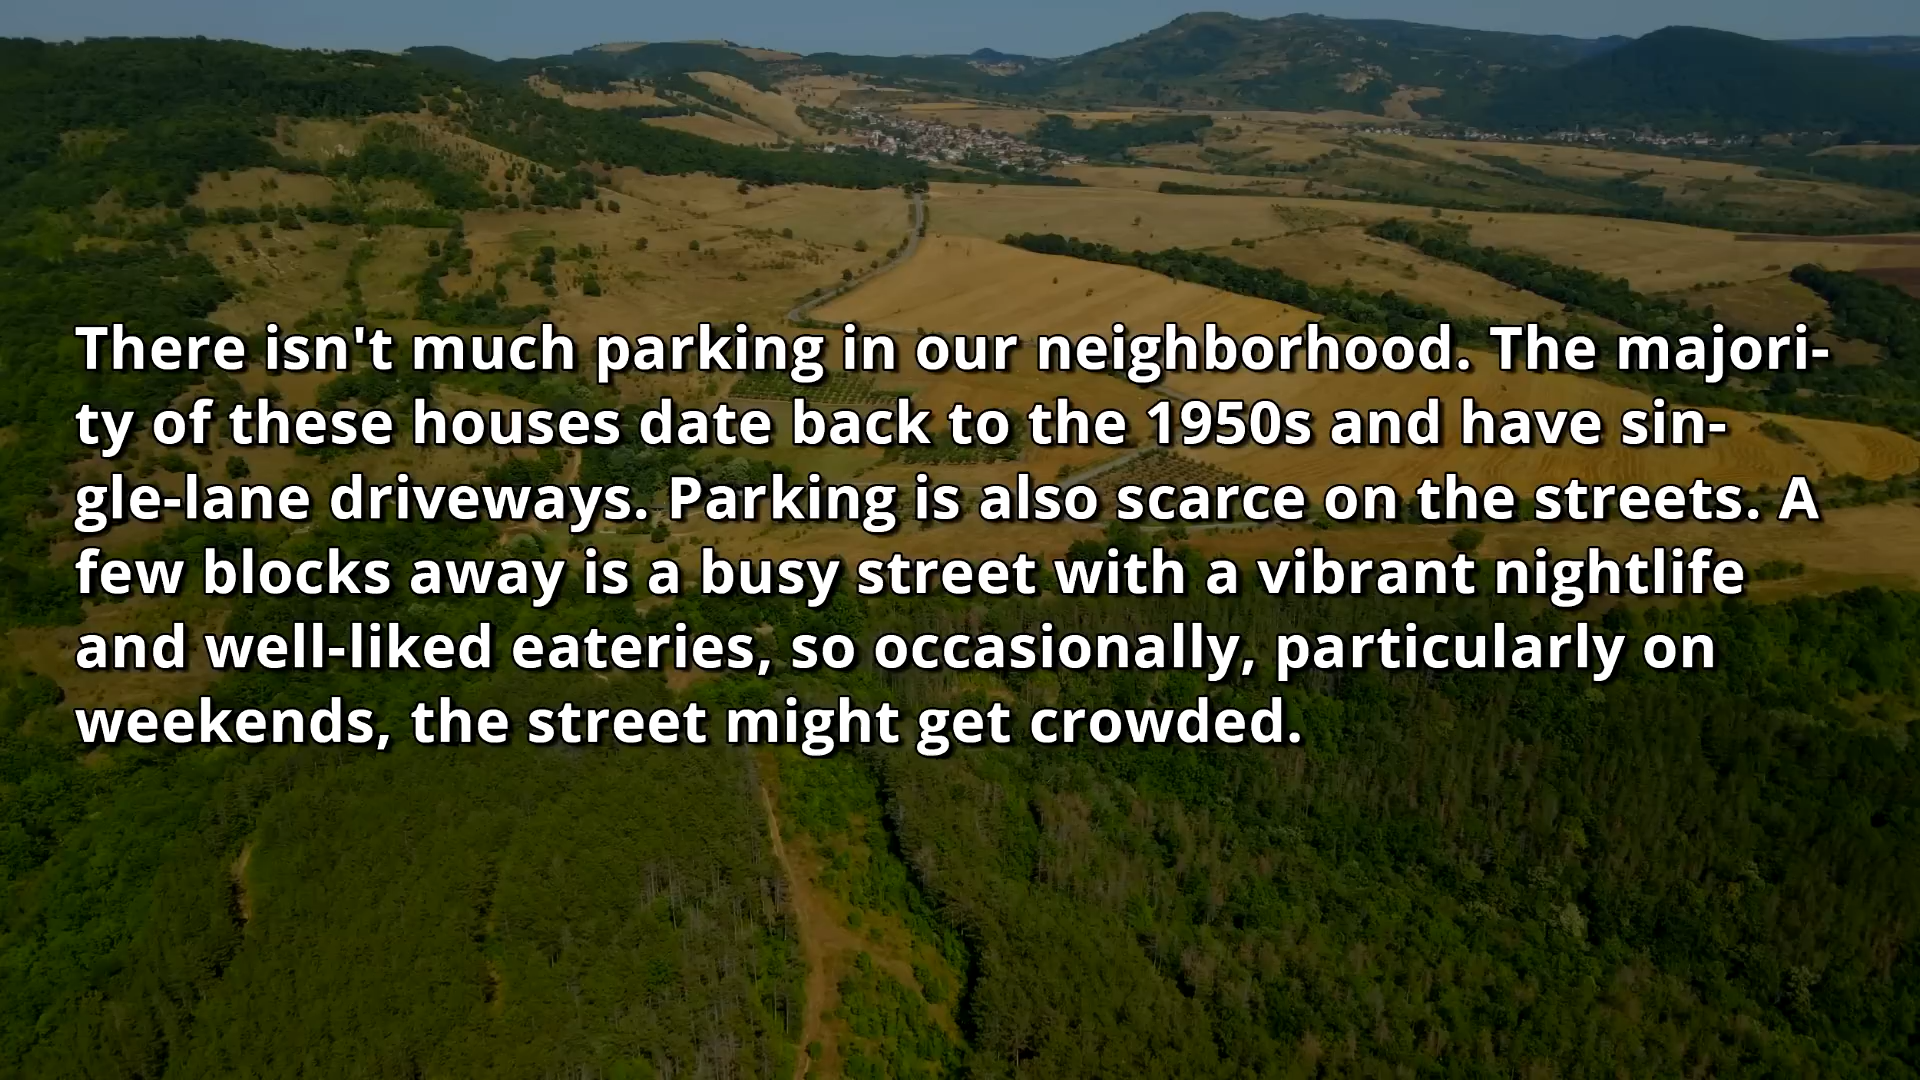 There isn't much parking in our neighborhood. The majori-
ty of these houses date back to the 1950s and have sin-
gle-lane driveways. Parking is also scarce on the streets. A
few blocks away is a busy street with a vibrant nightlife
and well-liked eateries, so occasionally, particularly on
weekends, the street might get crowded.